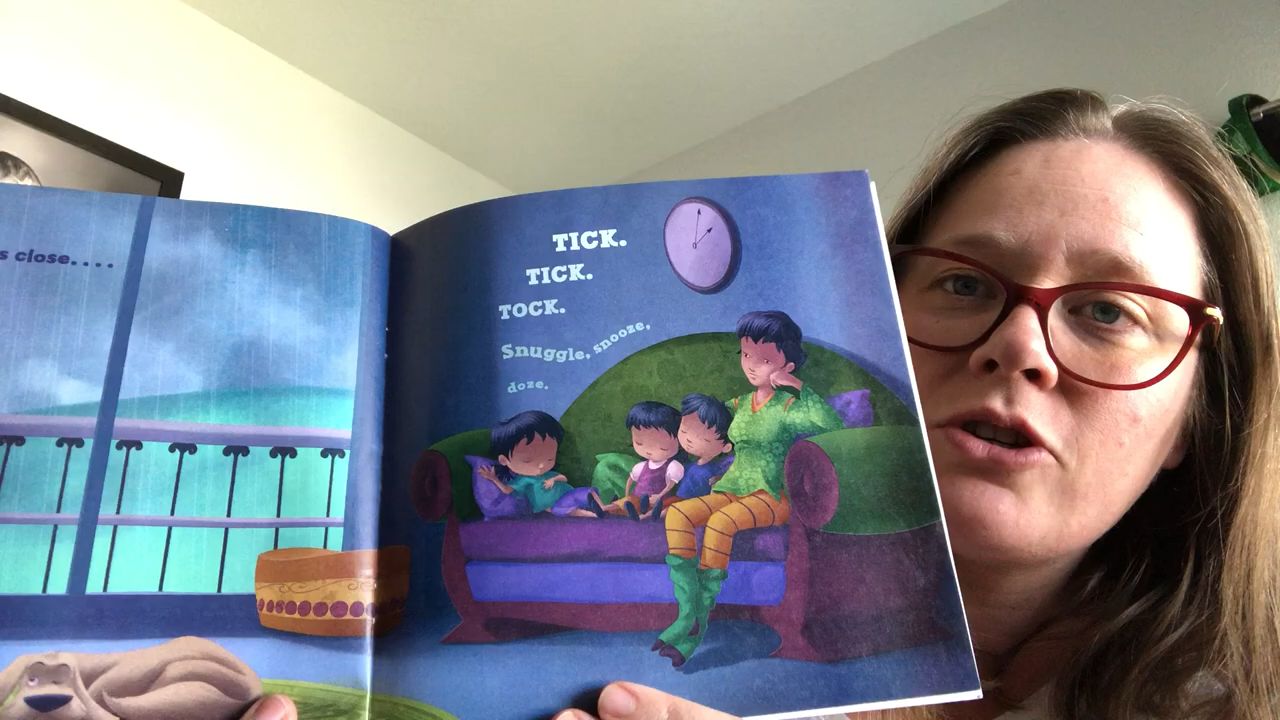 s close. . . .
TICK.
TICK.
TOCK.
Snuggle, snooze,
doze.